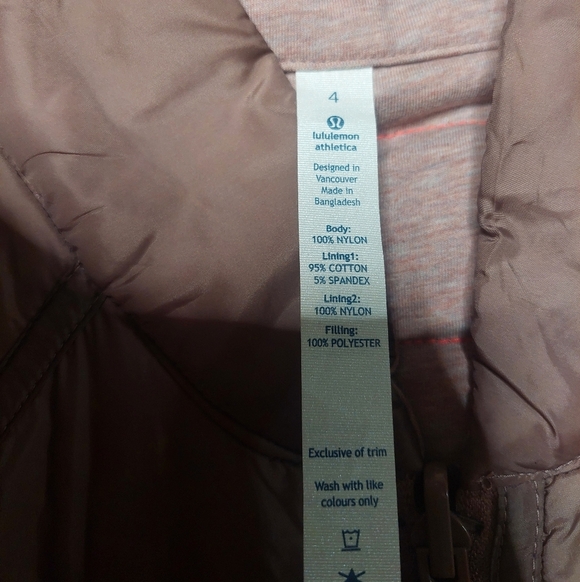 4
lululemon
athletica
Designed in
Vancouver
Made in
Bangladesh
Body:
100% NYLON
Lining1:
95% COTTON
5% SPANDEX
Lining2:
100% NYLON
Filling:
100% POLYESTER
Exclusive of trim
Wash with like
colours only